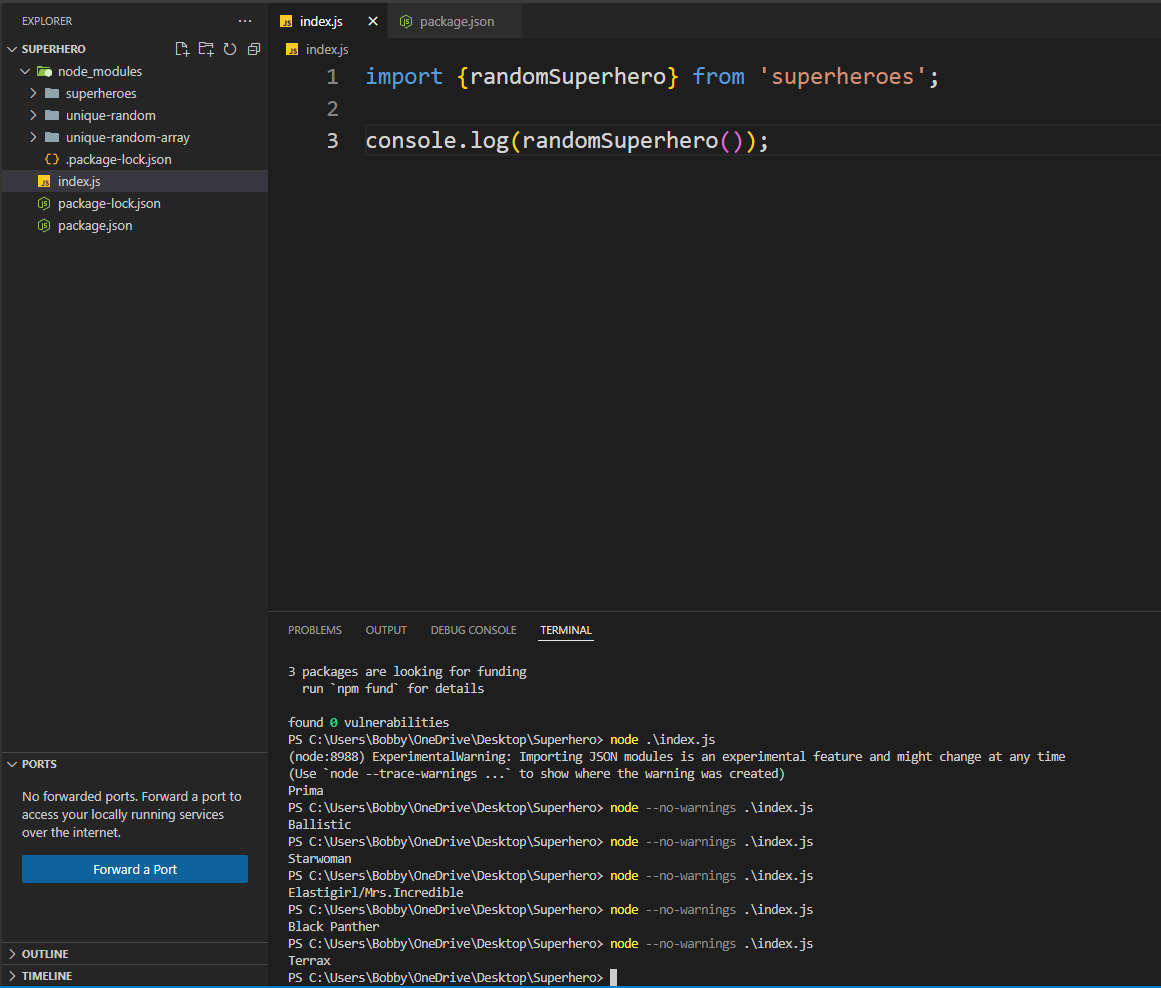 EXPLORER
SUPERHERO
node_modules
superheroes
unique-random
unique-random-array
{} .package-lock.json
JS index.js
JS package-lock.json
JS package.json
PORTS
No forwarded ports. Forward a port to
access your locally running services
over the internet.
Forward a Port
OUTLINE
TIMELINE
JS index.js
JS package.json
JS index.js
1 import {randomSuperhero} from 'superheroes';
2
3 console.log(randomSuperhero());
PROBLEMS OUTPUT DEBUG CONSOLE TERMINAL
3 packages are looking for funding
run `npm fund` for details
found 0 vulnerabilities
PS C:\Users\Bobby\OneDrive\Desktop\Superhero> node .\index.js
(node:8988) ExperimentalWarning: Importing JSON modules is an experimental feature and might change at any time
(Use `node --trace-warnings ...` to show where the warning was created)
Prima
PS C:\Users\Bobby\OneDrive\Desktop\Superhero> node --no-warnings .\index.js
Ballistic
PS C:\Users\Bobby\OneDrive\Desktop\Superhero> node --no-warnings .\index.js
Starwoman
PS C:\Users\Bobby\OneDrive\Desktop\Superhero> node --no-warnings .\index.js
Elastigirl/Mrs.Incredible
PS C:\Users\Bobby\OneDrive\Desktop\Superhero> node --no-warnings .\index.js
Black Panther
PS C:\Users\Bobby\OneDrive\Desktop\Superhero> node --no-warnings .\index.js
Terrax
PS C:\Users\Bobby\OneDrive\Desktop\Superhero>